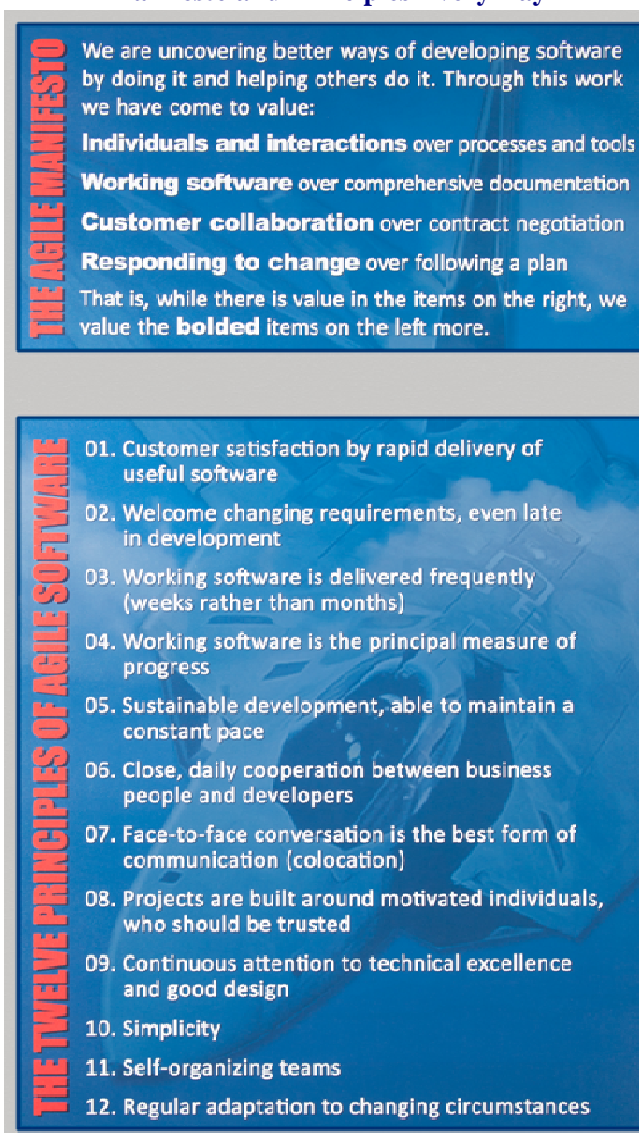 THE AGILE MANIFESTO
We are uncovering better ways of developing software
by doing it and helping others do it. Through this work
we have come to value:
Individuals and interactions over processes and tools
Working software over comprehensive documentation
Customer collaboration over contract negotiation
Responding to change over following a plan
That is, while there is value in the items on the right, we
value the bolded items on the left more.
THE TWELVE PRINCIPLES OF AGILE SOFTWARE
01. Customer satisfaction by rapid delivery of
useful software
02. Welcome changing requirements, even late
in development
03. Working software is delivered frequently
(weeks rather than months)
04. Working software is the principal measure of
progress
05. Sustainable development, able to maintain a
constant pace
06. Close, daily cooperation between business
people and developers
07. Face-to-face conversation is the best form of
communication (colocation)
08. Projects are built around motivated individuals,
who should be trusted
09. Continuous attention to technical excellence
and good design
10. Simplicity
11. Self-organizing teams
12. Regular adaptation to changing circumstances